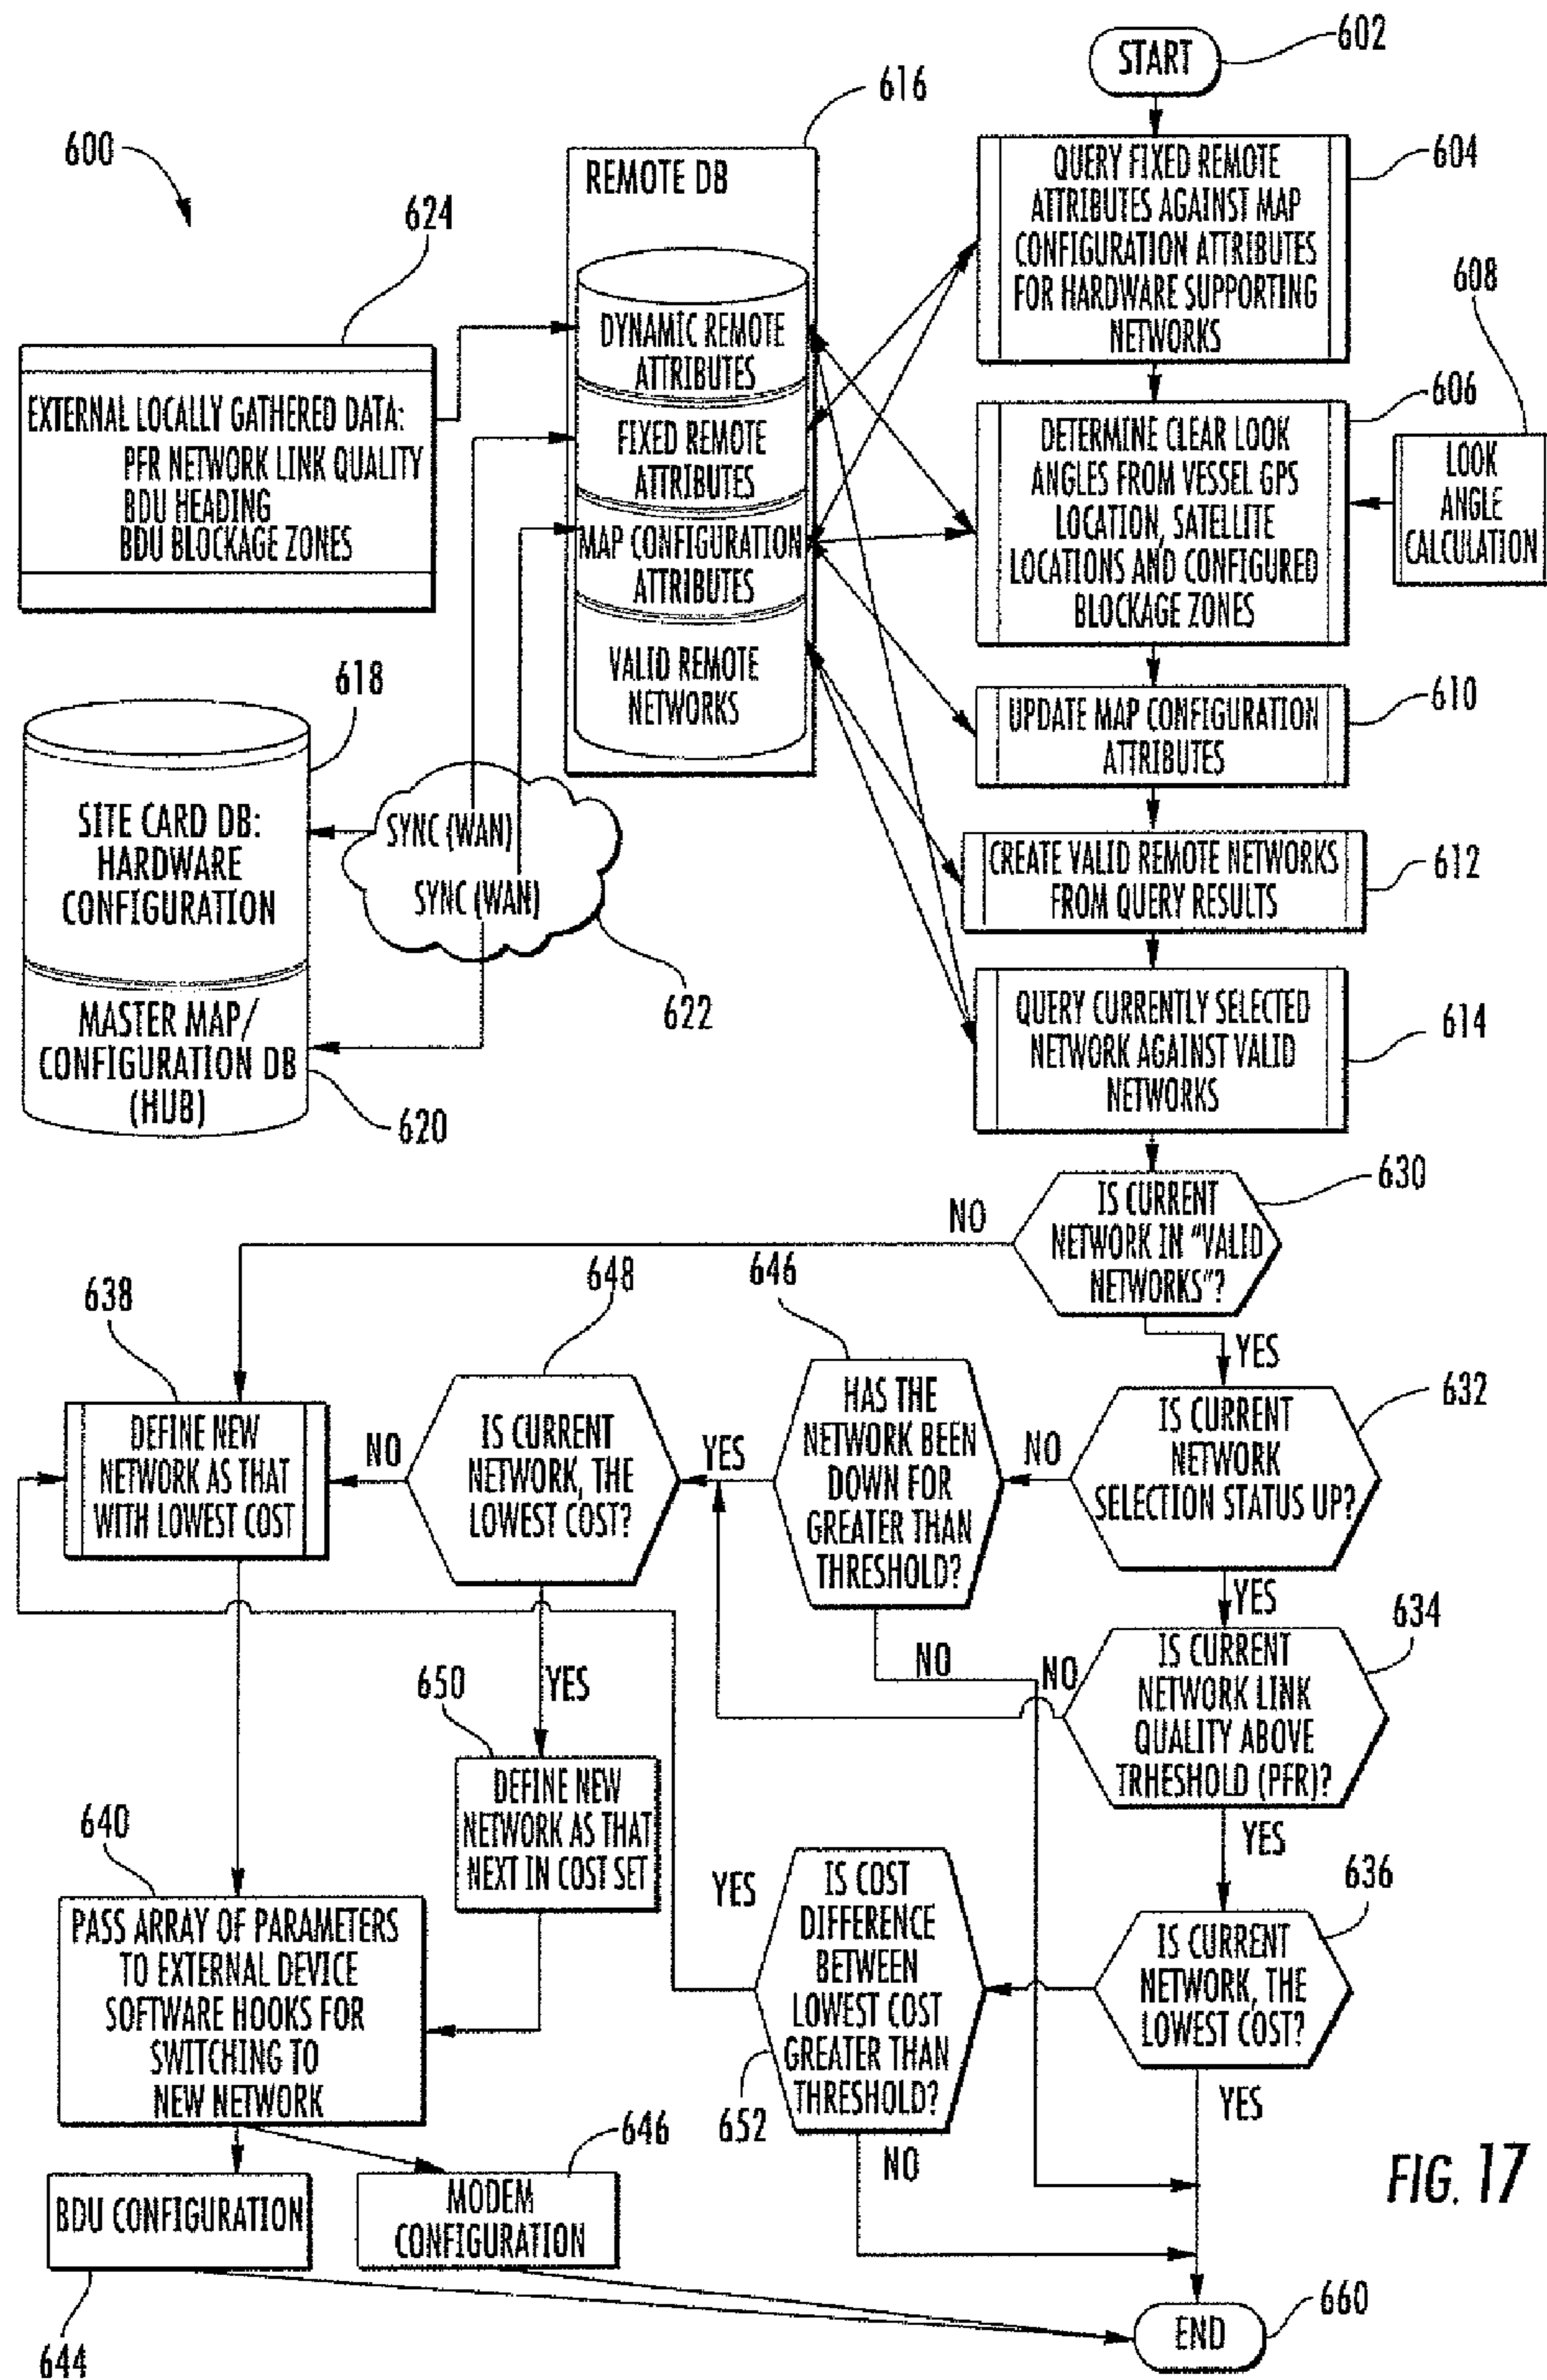 START
602
616
600
REMOTE DB
QUERY FIXED REMOTE
ATTRIBUTES AGAINST MAP
CONFIGURATION ATTRIBUTES
FOR HARDWARE SUPPORTING
NETWORKS
604
624
608
DYNAMIC REMOTE
ATTRIBUTES
FIXED REMOTE
ATTRIBUTES
MAP CONFIGURATION
ATTRIBUTES
VALID REMOTE
NETWORKS
EXTERNAL LOCALLY GATHERED DATA:
PFR NETWORK LINK QUALITY
BDU HEADING
BDU BLOCKAGE ZONES
DETERMINE CLEAR LOOK
ANGLES FROM VESSEL GPS
LOCATION, SATELLITE
LOCATIONS AND CONFIGURED
BLOCKAGE ZONES
606
LOOK
ANGLE
CALCULATION
618
UPDATE MAP CONFIGURATION
ATTRIBUTES
610
SITE CARD DB:
HARDWARE
CONFIGURATION
SYNC (WAN)
SYNC (WAN)
CREATE VALID REMOTE NETWORKS
FROM QUERY RESULTS
612
622
MASTER MAP/
CONFIGURATION DB
(HUB)
620
QUERY CURRENTLY SELECTED
NETWORK AGAINST VALID
NETWORKS
614
IS CURRENT
NETWORK IN "VALID
NETWORKS"?
630
NO
YES
638
648
646
DEFINE NEW
NETWORK AS THAT
WITH LOWEST COST
NO
IS CURRENT
NETWORK, THE
LOWEST COST?
YES
HAS THE
NETWORK BEEN
DOWN FOR
GREATER THAN
THRESHOLD?
NO
IS CURRENT
NETWORK
SELECTION STATUS UP?
632
YES
634
NO
NO
IS CURRENT
NETWORK LINK
QUALITY ABOVE
TRHESHOLD (PFR)?
YES
650
YES
DEFINE NEW
NETWORK AS THAT
NEXT IN COST SET
640
PASS ARRAY OF PARAMETERS
TO EXTERNAL DEVICE
SOFTWARE HOOKS FOR
SWITCHING TO
NEW NETWORK
YES
IS COST
DIFFERENCE
BETWEEN
LOWEST COST
GREATER THAN
THRESHOLD?
652
NO
IS CURRENT
NETWORK, THE
LOWEST COST?
636
YES
646
BDU CONFIGURATION
MODEM
CONFIGURATION
644
END
660
FIG. 17